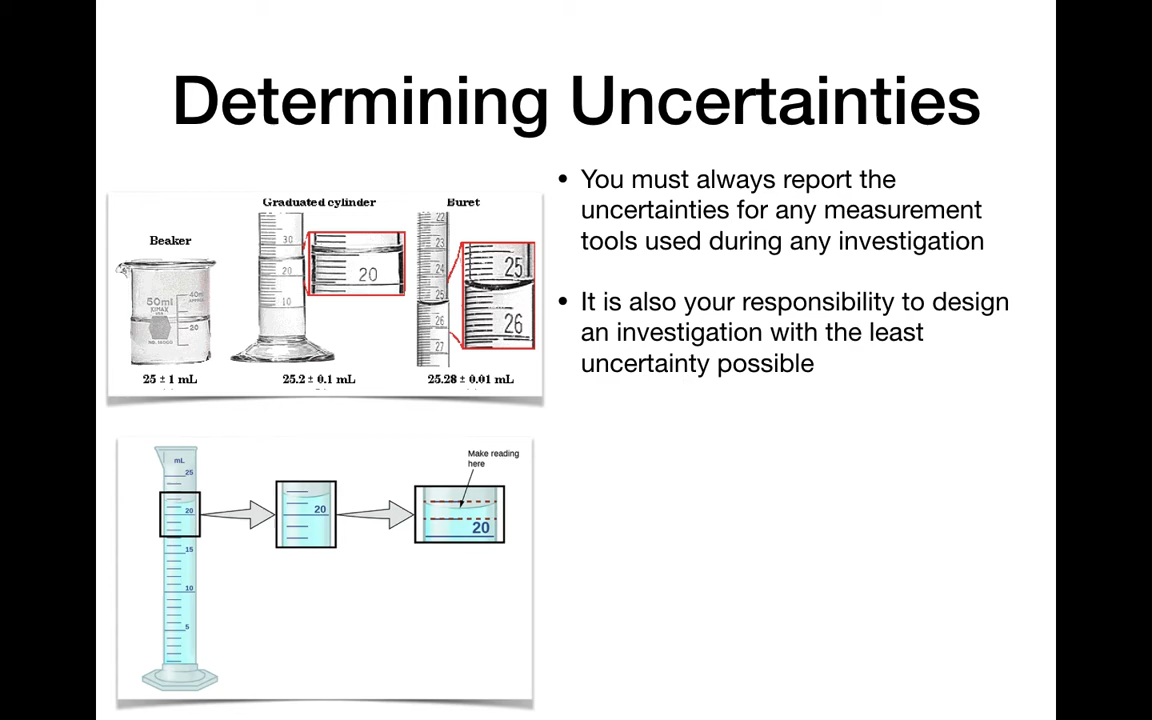 Determining Uncertainties
• You must always report the
uncertainties for any measurement
tools used during any investigation
• It is also your responsibility to design
an investigation with the least
uncertainty possible
Beaker
Graduated cylinder
Buret
50ml
KIMAX
40ml
20
30
20
10
20
22
23
24
25
26
27
25
26
25 ± 1 mL
25.2 ± 0.1 mL
25.28 ± 0.01 mL
mL
25
20
15
10
5
20
Make reading
here
20